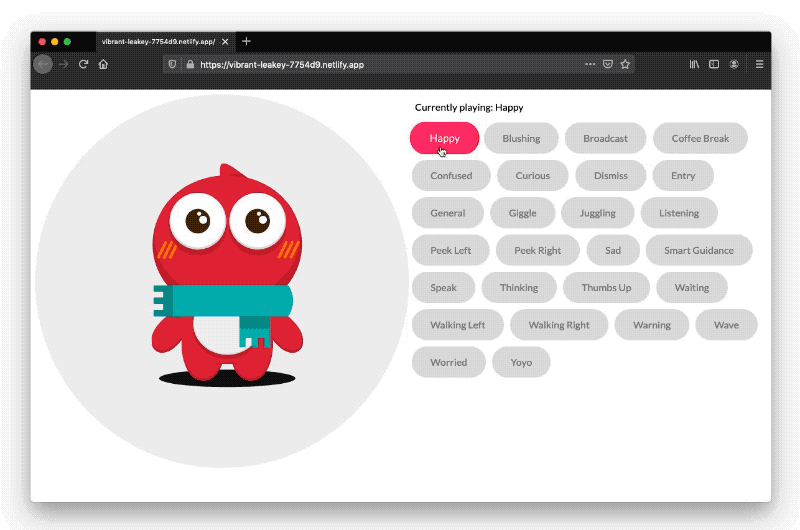 vibrant-leakey-7754d9.netlify.app/
https://vibrant-leakey-7754d9.netlify.app
Currently playing: Happy
Happy Blushing Broadcast Coffee Break
Confused Curious Dismiss Entry
General Giggle Juggling Listening
Peek Left Peek Right Sad Smart Guidance
Speak Thinking Thumbs Up Waiting
Walking Left Walking Right Warning Wave
Worried Yoyo